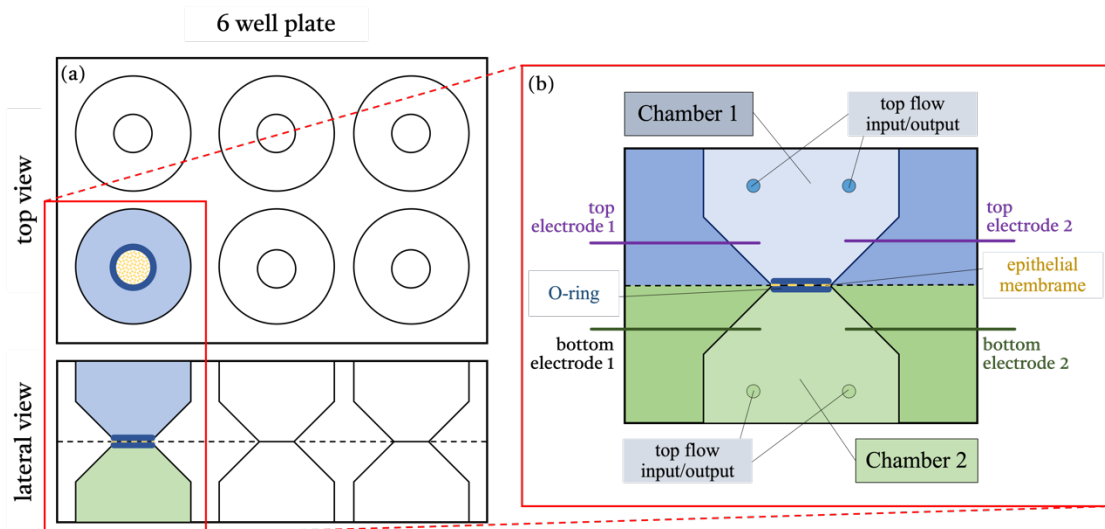 6 well plate
(a)
top view
lateral view
(b)
Chamber 1
top flow
input/output
top
electrode 1
top
electrode 2
O-ring
epithelial
membrane
bottom
electrode 1
bottom
electrode 2
top flow
input/output
Chamber 2